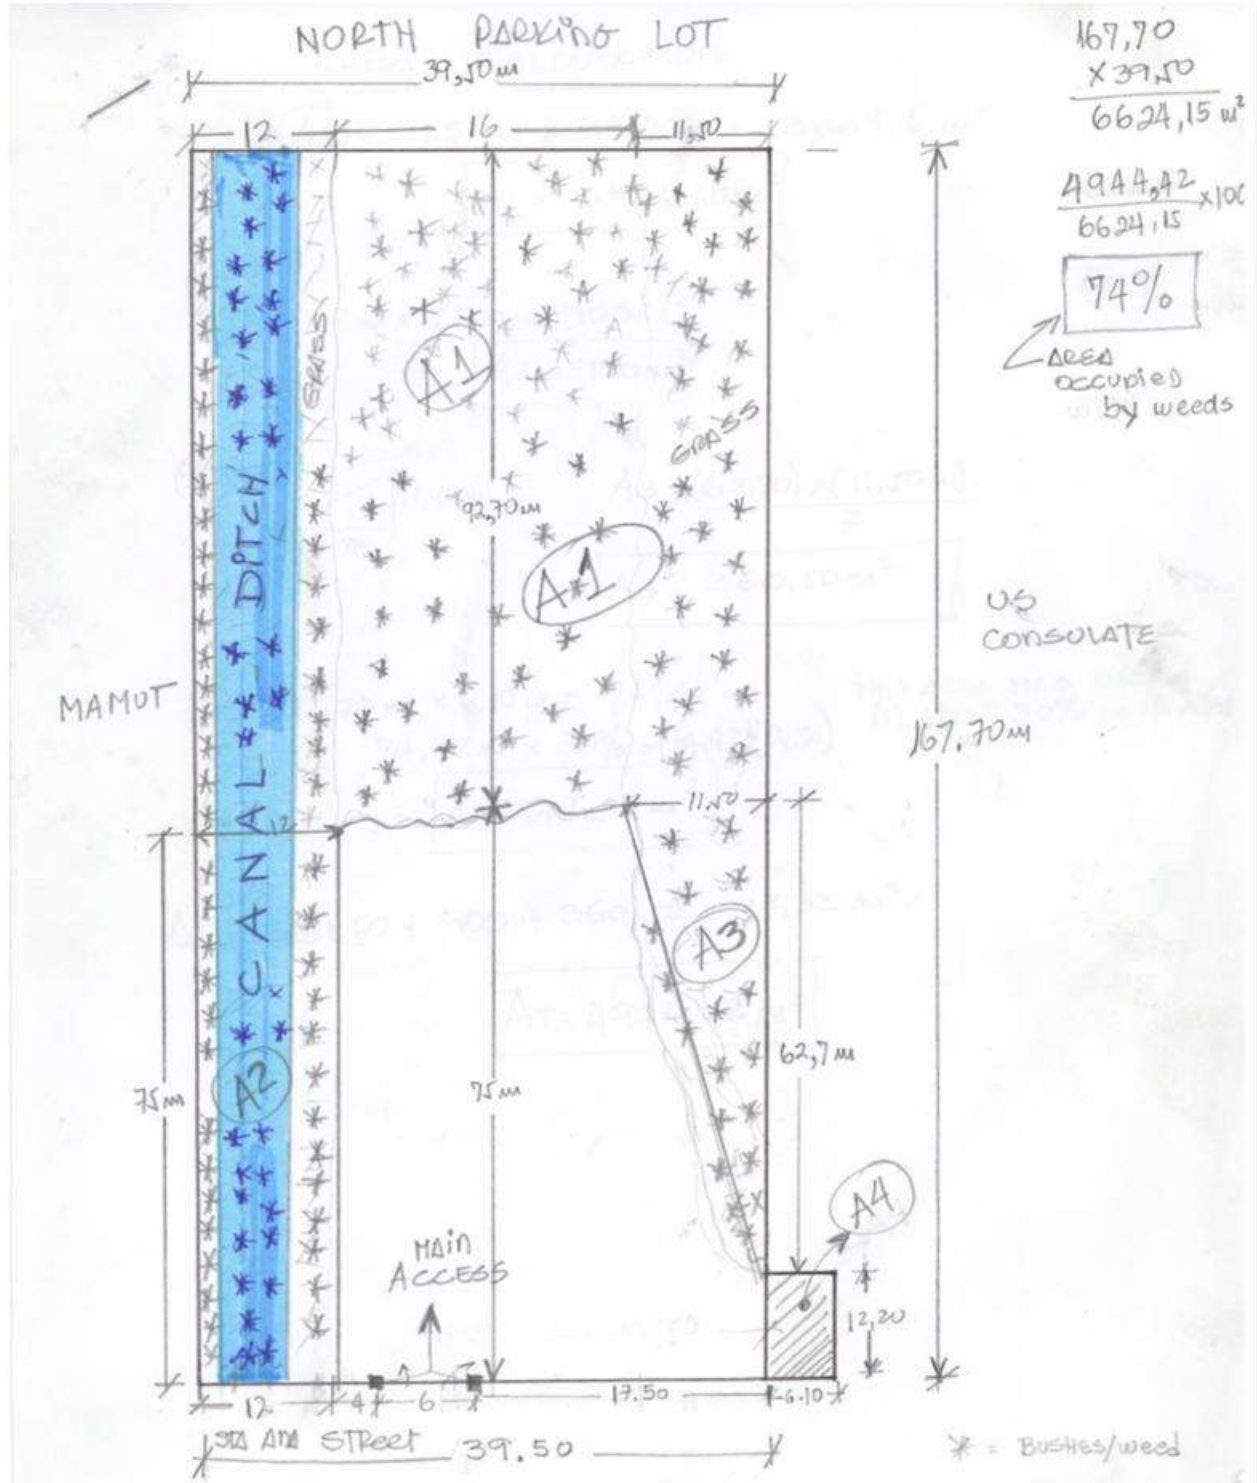 NORTH PARKING LOT
39,50 m
12
16
11,50
167,70
X 39,50
6624,15 m²
4944,42
x100
6624,15
74%
AREA
occupied
by weeds
GRASS
A1
GRASS
92,70 m
A1
US
CONSULATE
MAMUT
167,70 m
CANAL / DITCH
11,50
12
A3
62,7 m
75 m
A2
75 m
A4
MAIN
ACCESS
12,20
12
4
6
17.50
6.10
STA ANA STREET
39.50
* = BUSHES/weed